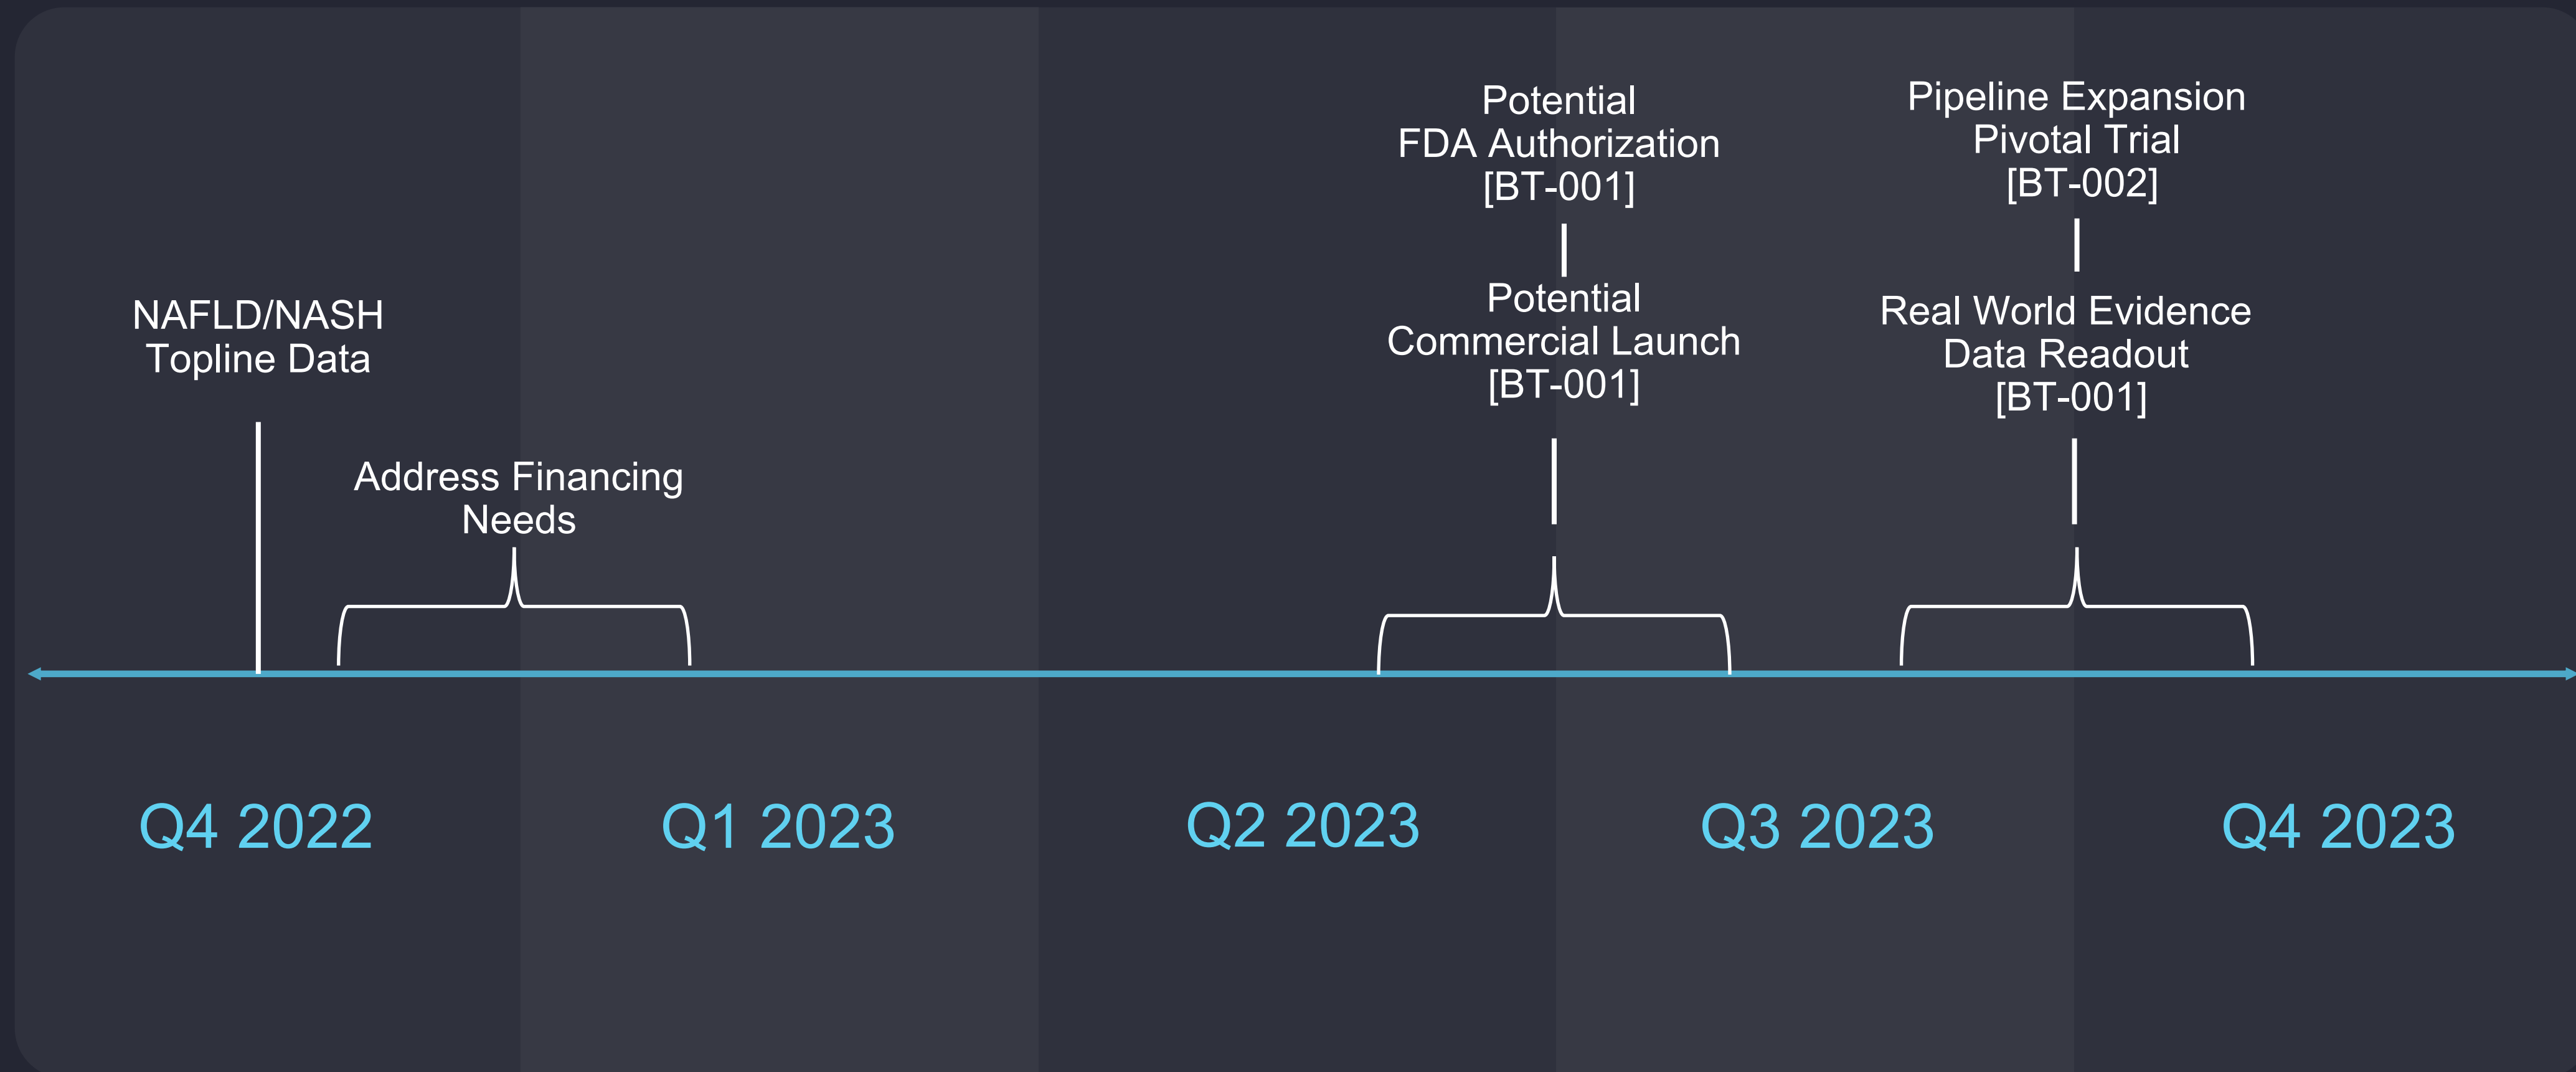 NAFLD/NASH
Topline Data
Address Financing
Needs
Potential
FDA Authorization
[BT-001]
Potential
Commercial Launch
[BT-001]
Pipeline Expansion
Pivotal Trial
[BT-002]
Real World Evidence
Data Readout
[BT-001]
Q4 2022
Q1 2023
Q2 2023
Q3 2023
Q4 2023